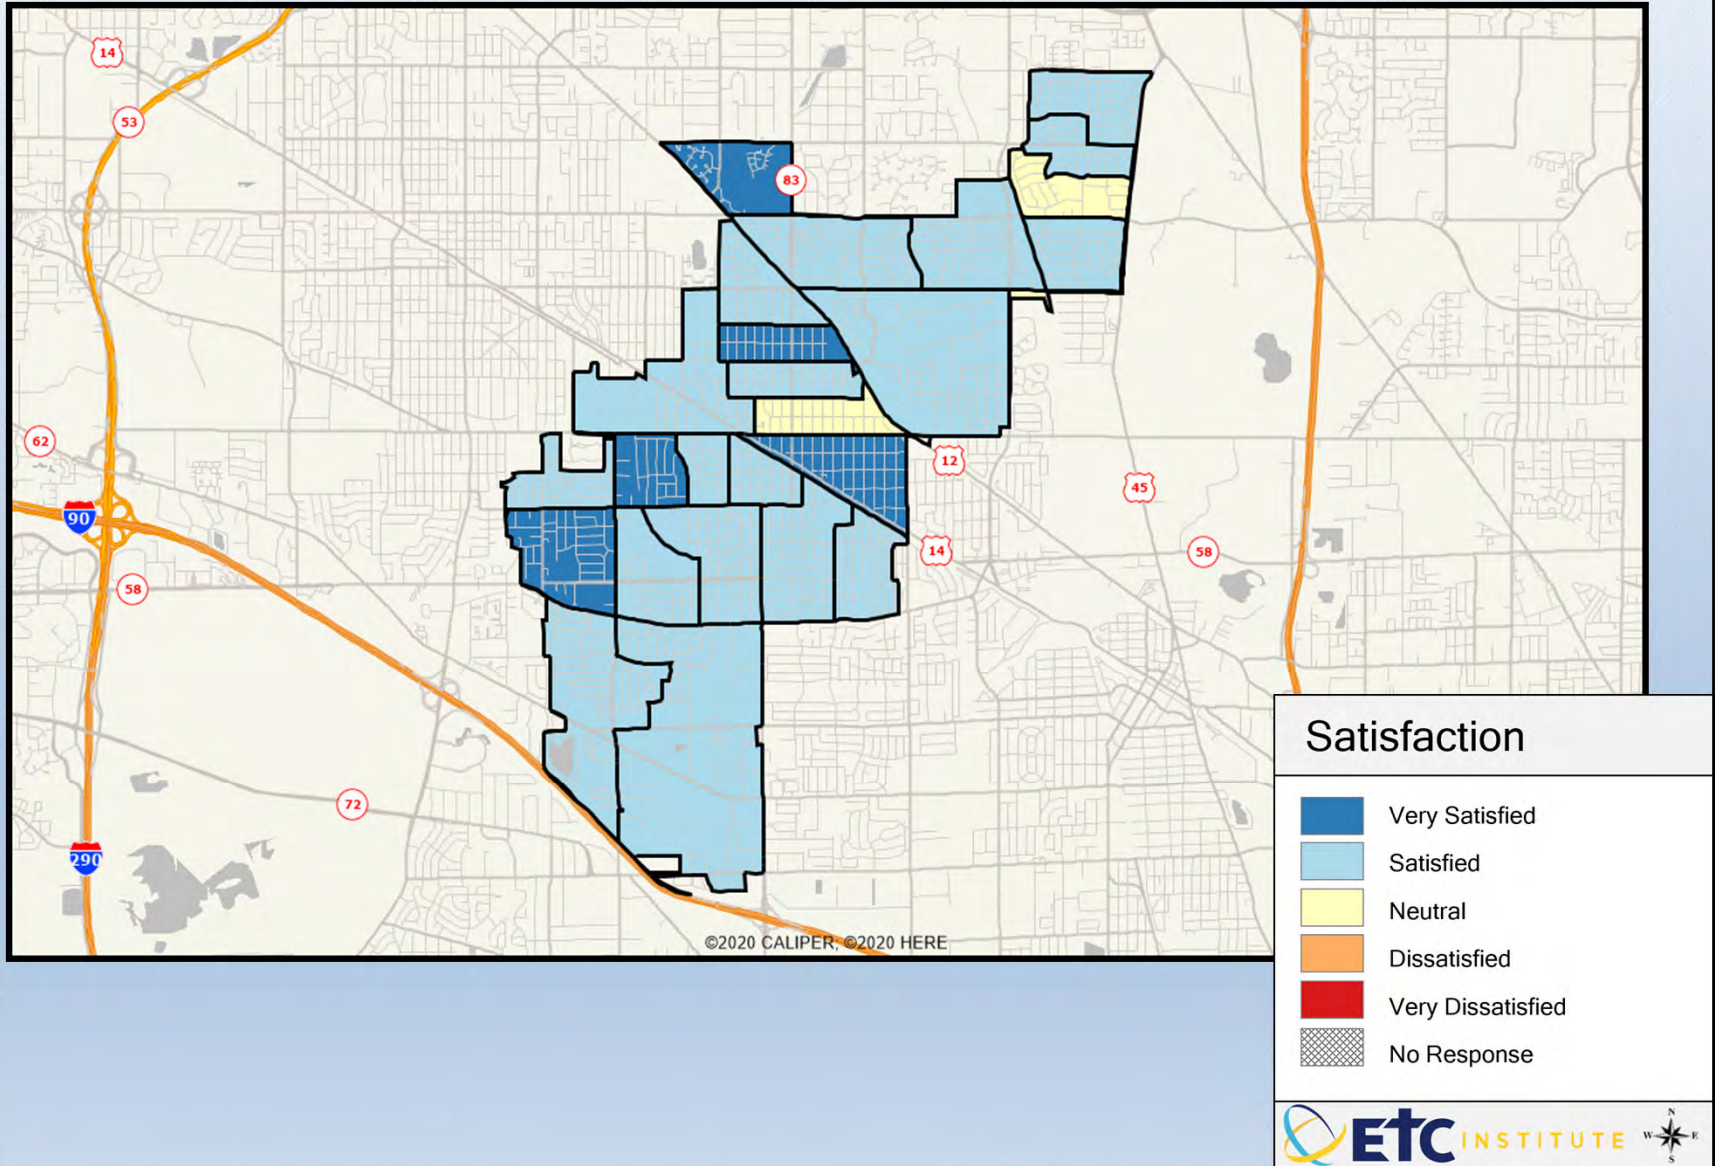 14
53
83
62
12
45
90
14
58
58
72
290
©2020 CALIPER; ©2020 HERE
Satisfaction
Very Satisfied
Satisfied
Neutral
Dissatisfied
Very Dissatisfied
No Response
ETC INSTITUTE
N
W E
S